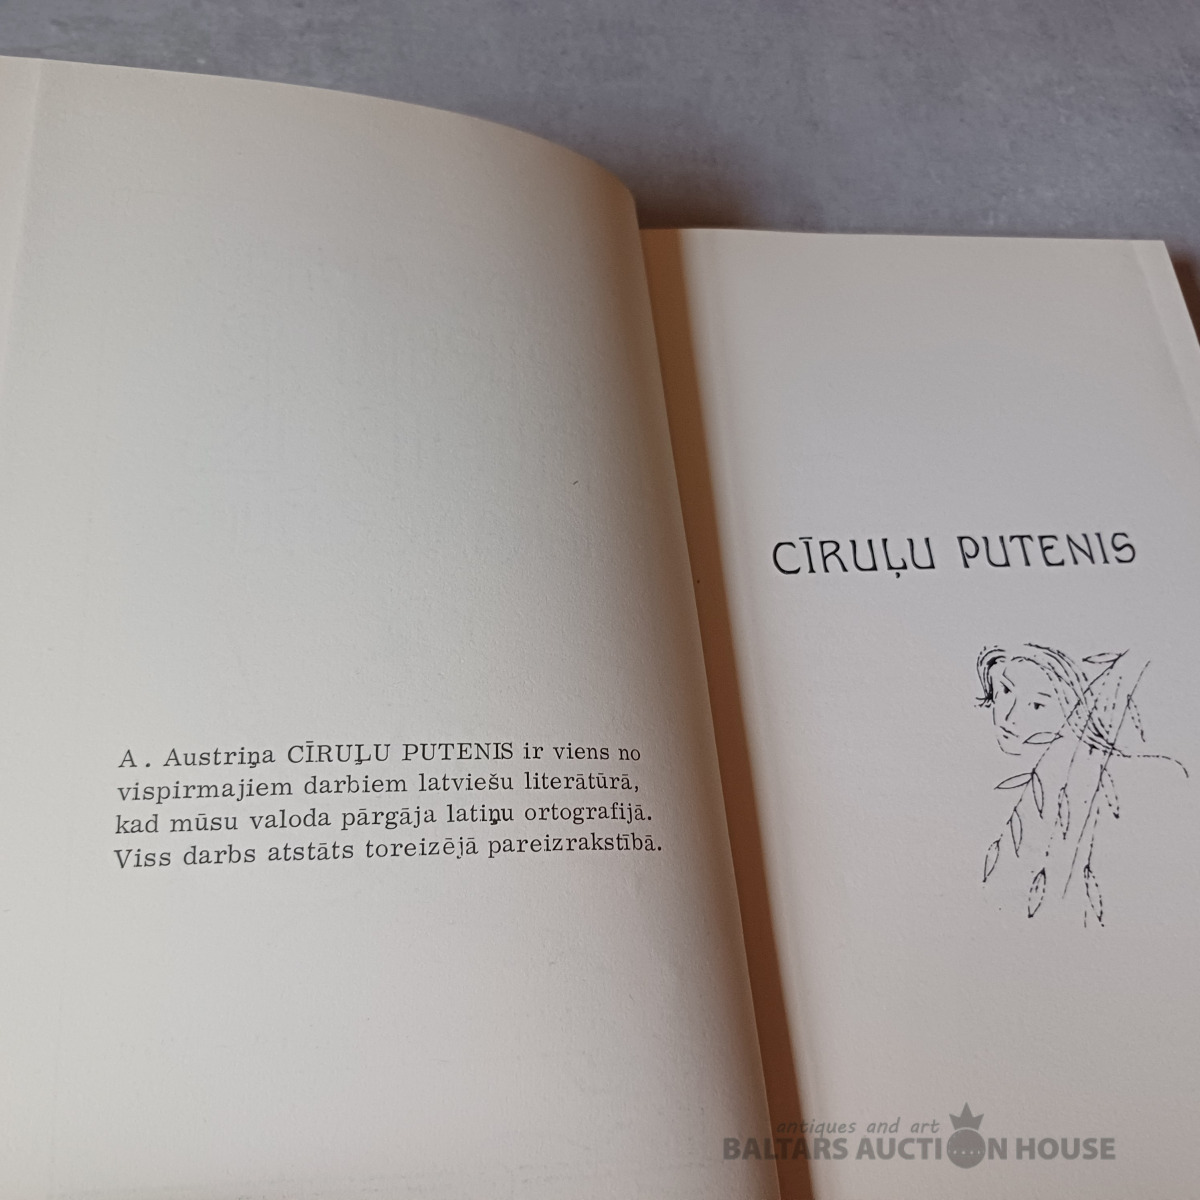 A. Austriņa CĪRUĻU PUTENIS ir viens no
vispirmajiem darbiem latviešu literātūrā,
kad mūsu valoda pārgāja latiņu ortografijā.
Viss darbs atstāts toreizējā pareizrakstībā.
CĪRUĻU PUTENIS
antiques and art
BALTARS AUCTION HOUSE